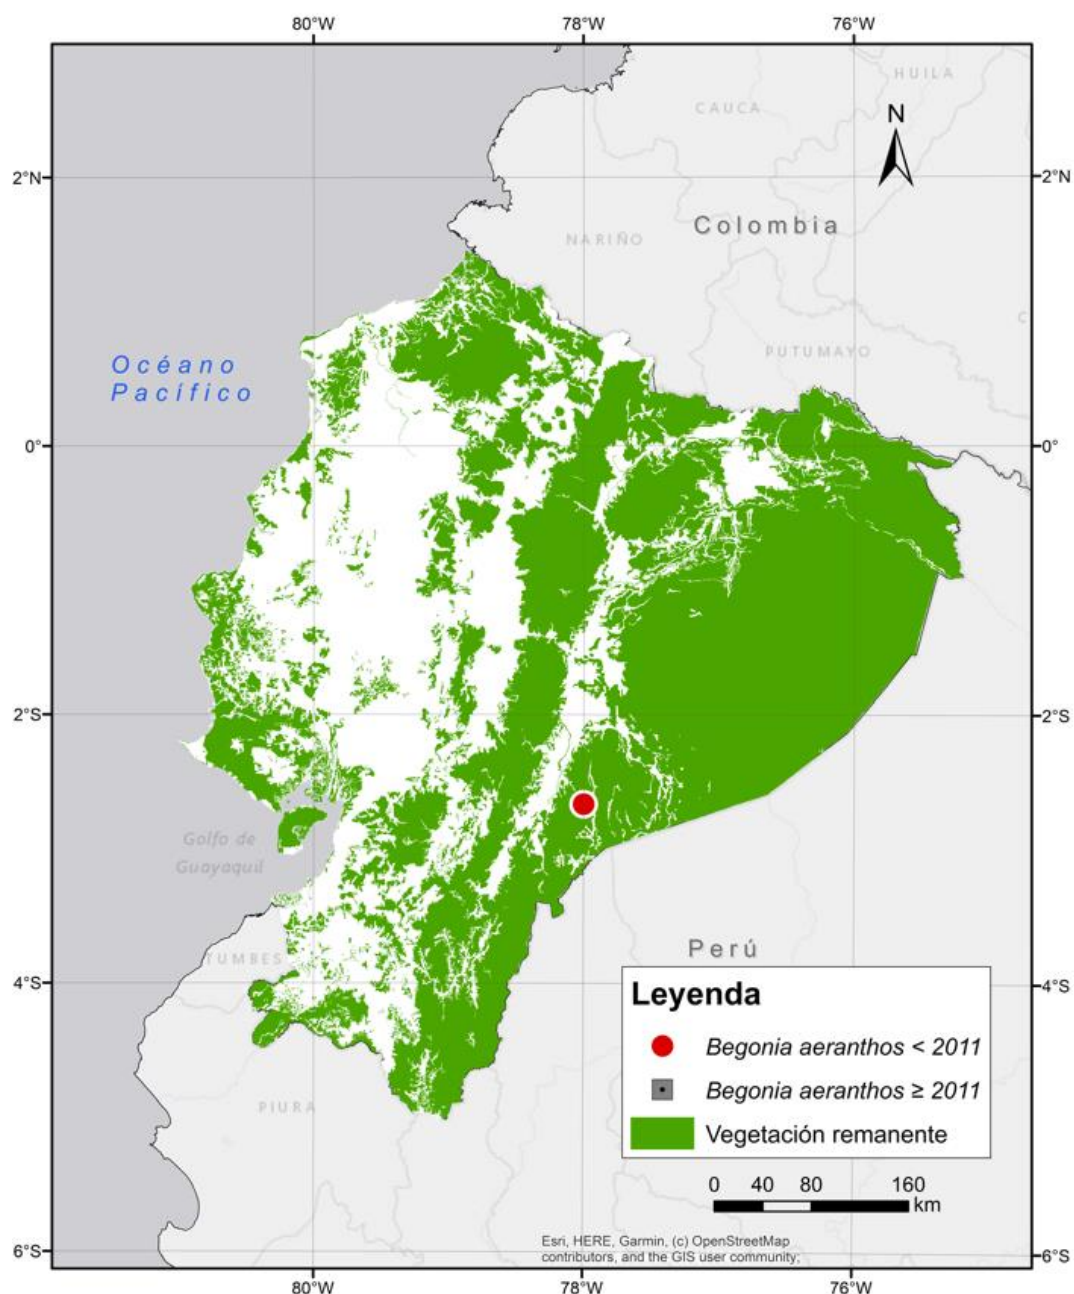 80°W 78°W 76°W
HUILA
CAUCA
N
2°N 2°N
Colombia
NARIÑO
PUTUMAYO
C
Océano
Pacífico
0° 0°
2°S 2°S
Golfo de
Guayaquil
Perú
TUMBES
4°S 4°S
Leyenda
Begonia aeranthos < 2011
Begonia aeranthos ≥ 2011
Vegetación remanente
PIURA
0 40 80 160
km
Esri, HERE, Garmin, (c) OpenStreetMap
contributors, and the GIS user community;
6°S 6°S
80°W 78°W 76°W